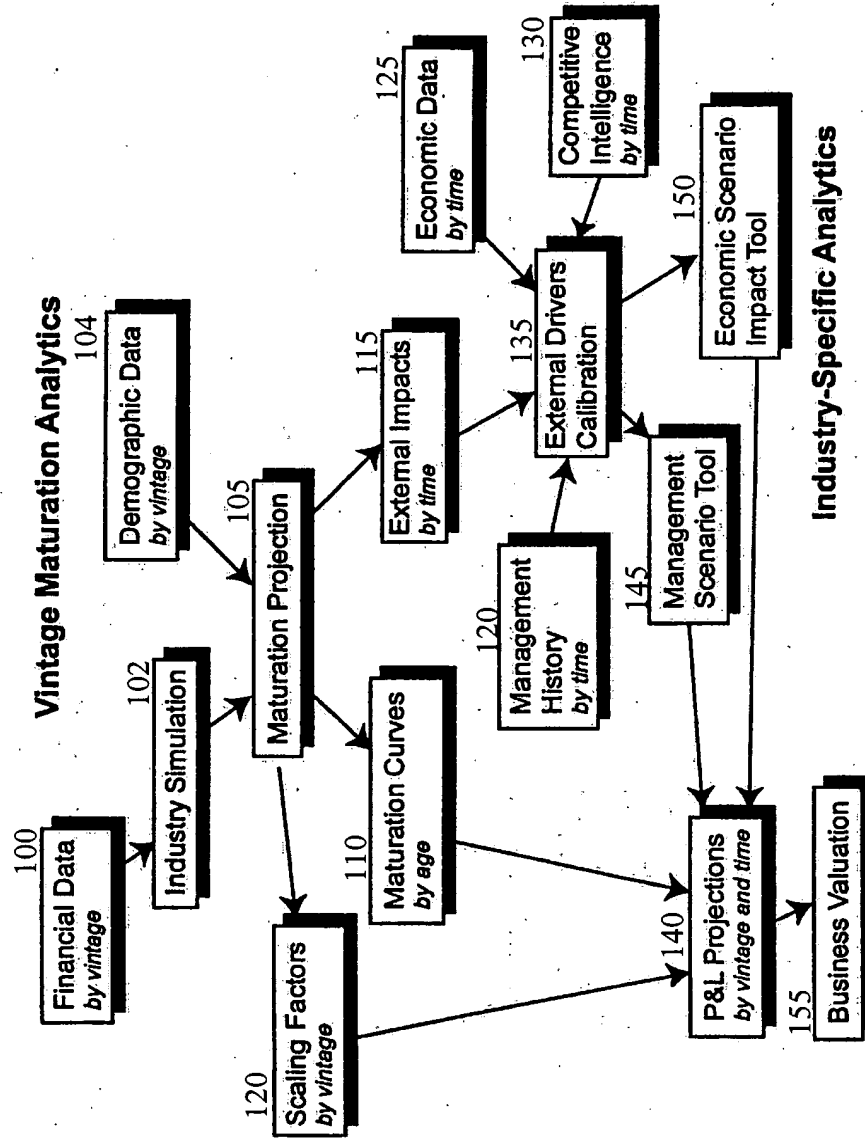 Vintage Maturation Analytics
100
Financial Data
by vintage
102
Industry Simulation
104
Demographic Data
by vintage
105
Maturation Projection
120
Scaling Factors
by vintage
110
Maturation Curves
by age
115
External Impacts
by time
125
Economic Data
by time
130
Competitive
Intelligence
by time
120
Management
History
by time
135
External Drivers
Calibration
145
Management
Scenario Tool
150
Economic Scenario
Impact Tool
140
P&L Projections
by vintage and time
155
Business Valuation
Industry-Specific Analytics